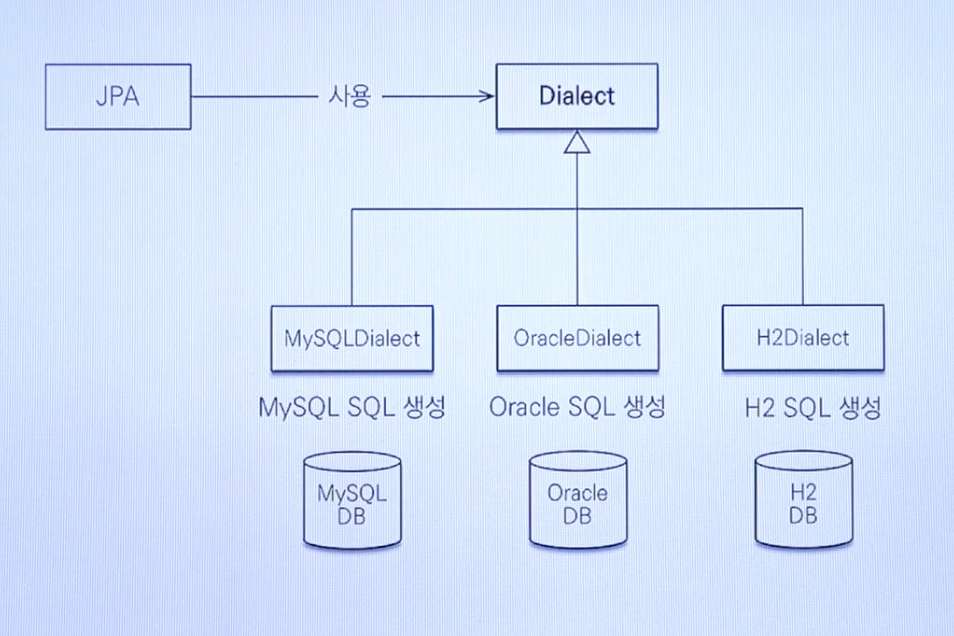 JPA
사용
Dialect
MySQLDialect
OracleDialect
H2Dialect
MySQL SQL 생성
Oracle SQL 생성
H2 SQL 생성
MySQL
DB
Oracle
DB
H2
DB